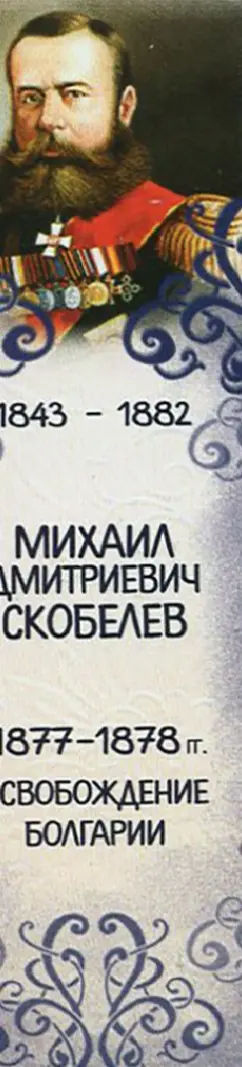 1843 - 1882
МИХАИЛ
ДМИТРИЕВИЧ
СКОБЕЛЕВ
1877-1878 гг.
СВОБОЖДЕНИЕ
БОЛГАРИИ